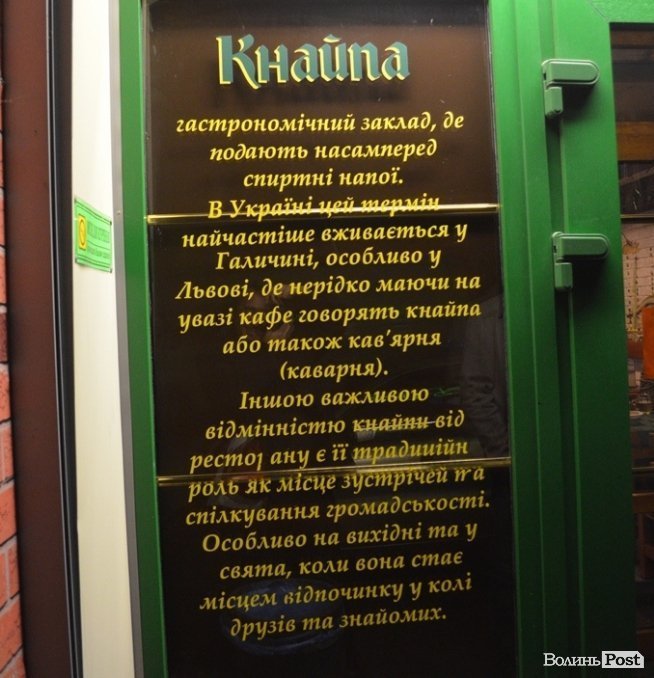 Кнайпа
гастрономічний заклад, де
подають насамперед
спиртні напої.
В Україні цей термін
найчастіше вживається у
Галичині, особливо у
Львові, де нерідко маючи на
увазі кафе говорять кнайпа
або також кав'ярня
(каварня).
Іншою важливою
відмінністю кнайпи від
ресто ану є її традиційн
роль як місце зустрічей та
спілкування громадськості.
Особливо на вихідні та у
свята, коли вона стає
місцем відпочинку у колі
друзів та знайомих.
ВолиньPost